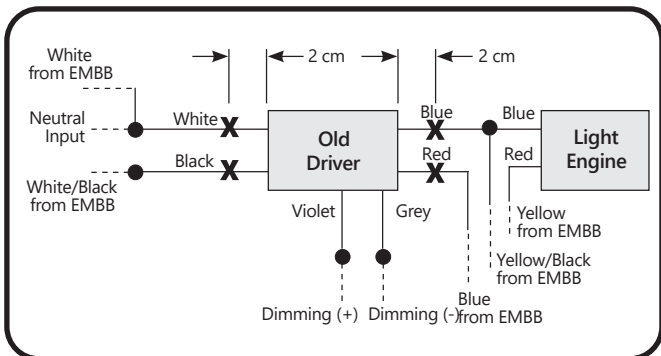 White
from EMBB
2 cm
2 cm
Neutral
Input
White
X
Black
X
White/Black
from EMBB
Old
Driver
Blue
X
Red
X
Blue
Red
Light
Engine
Violet
Grey
Yellow
from EMBB
Yellow/Black
from EMBB
Dimming (+)
Dimming (-)
Blue
from EMBB